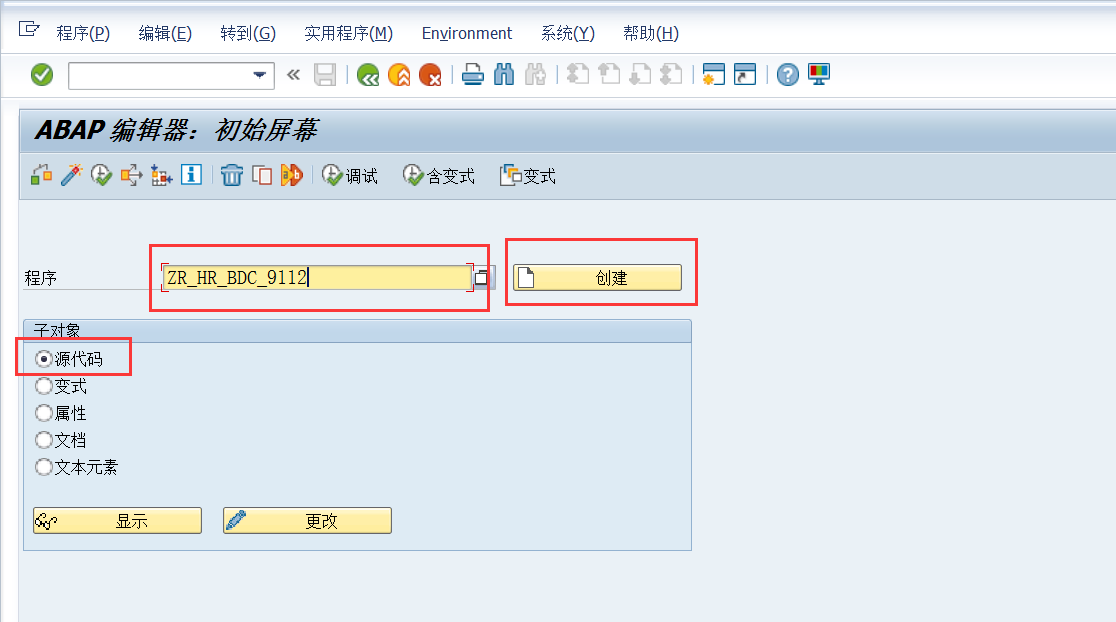 程序(P) 编辑(E) 转到(G) 实用程序(M) Environment 系统(Y) 帮助(H)
ABAP 编辑器：初始屏幕
调试 含变式 变式
程序 ZR_HR_BDC_9112 创建
子对象
源代码
变式
属性
文档
文本元素
显示 更改